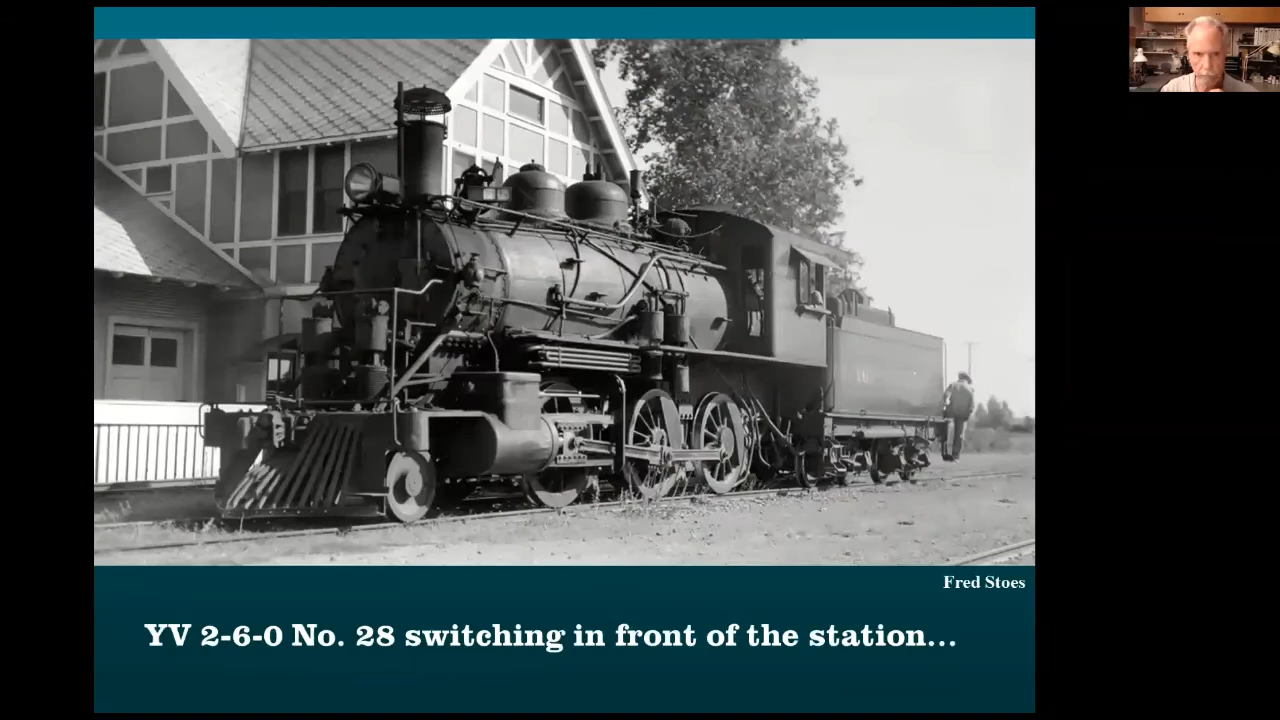 Fred Stoes
YV 2-6-0 No. 28 switching in front of the station...